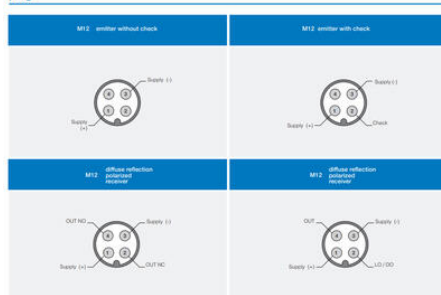 M12 emitter without check
M12 emitter with check
Supply (-)
4 3
1 2
Supply
(+)
Supply (-)
4 3
1 2
Supply (+)
Check
M12
diffuse reflection
polarized
receiver
M12
diffuse reflection
polarized
receiver
OUT NO
Supply (-)
4 3
1 2
Supply (+)
OUT NC
OUT
Supply (-)
4 3
1 2
Supply (+)
LO / DO